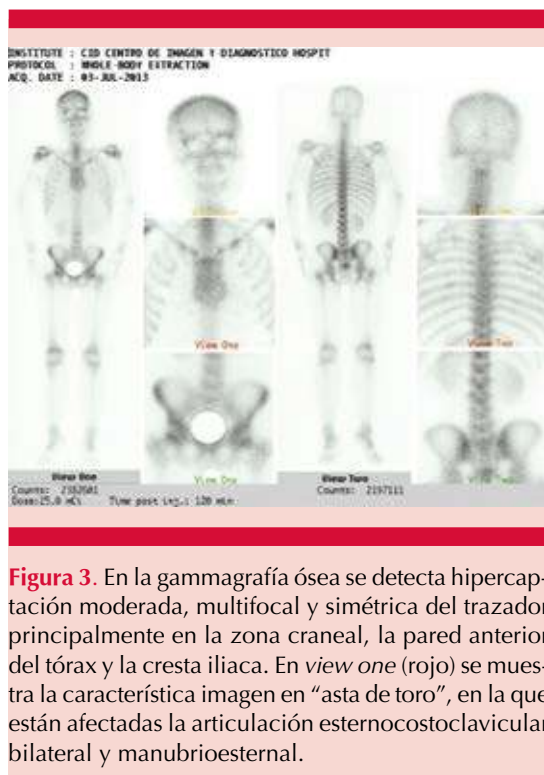 INSTITUTE : CID CENTRO DE IMAGEN Y DIAGNOSTICO HOSPIT
PROTOCOL : WHOLE-BODY EXTRACTION
ACQ. DATE : 03-JUL-2013
View One
View Two
View One
View Two
View One
View Two
Counts: Counts: 2197111
Dose:25.0 mCi Time post inj.: 120 min
Figura 3. En la gammagrafía ósea se detecta hipercap-
tación moderada, multifocal y simétrica del trazador
principalmente en la zona craneal, la pared anterior
del tórax y la cresta iliaca. En view one (rojo) se mues-
tra la característica imagen en “asta de toro”, en la que
están afectadas la articulación esternocostoclavicular
bilateral y manubrioesternal.